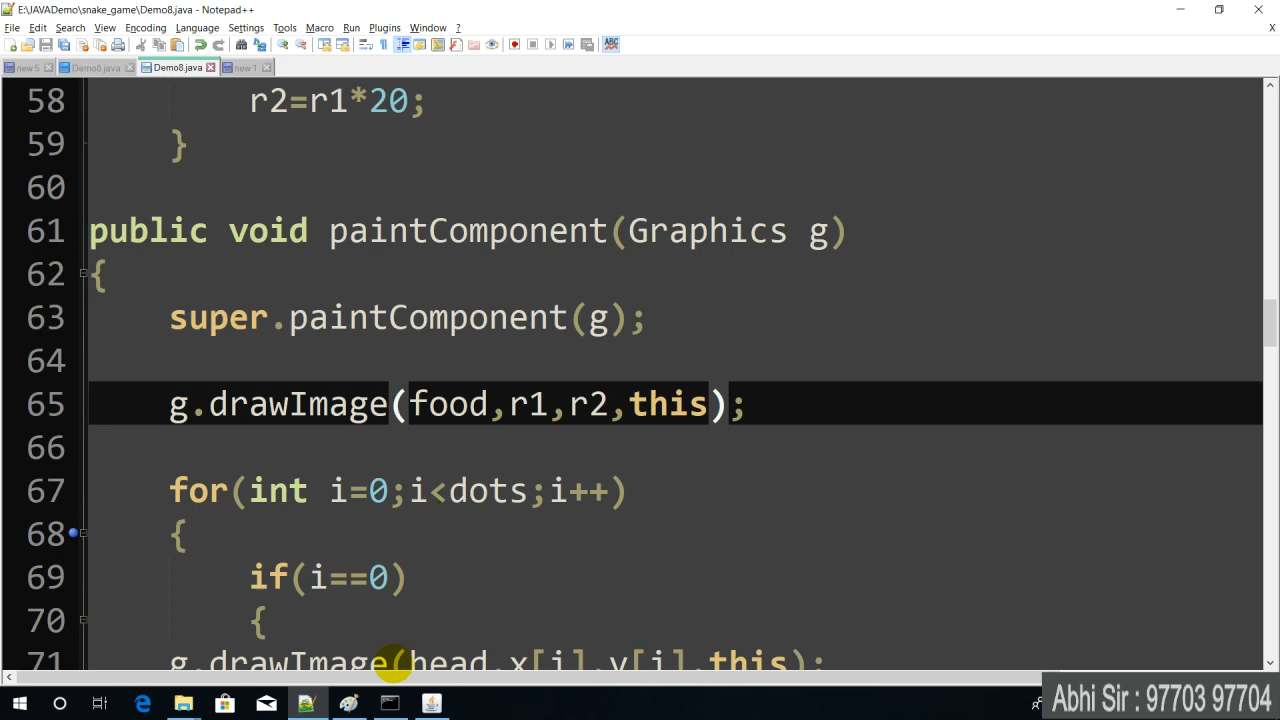 E:\JAVADemo\snake_game\Demo8.java - Notepad++
File Edit Search View Encoding Language Settings Tools Macro Run Plugins Window ?
X
new 5 Demo8.java Demo8.java new 1
58 r2=r1*20;
59 }
60
61 public void paintComponent(Graphics g)
62 {
63 super.paintComponent(g);
64
65 g.drawImage(food,r1,r2,this);
66
67 for(int i=0;i<dots;i++)
68 {
69 if(i==0)
70 {
71 g.drawImage(head,x[i],y[i],this);
Abhi Sir : 97703 97704